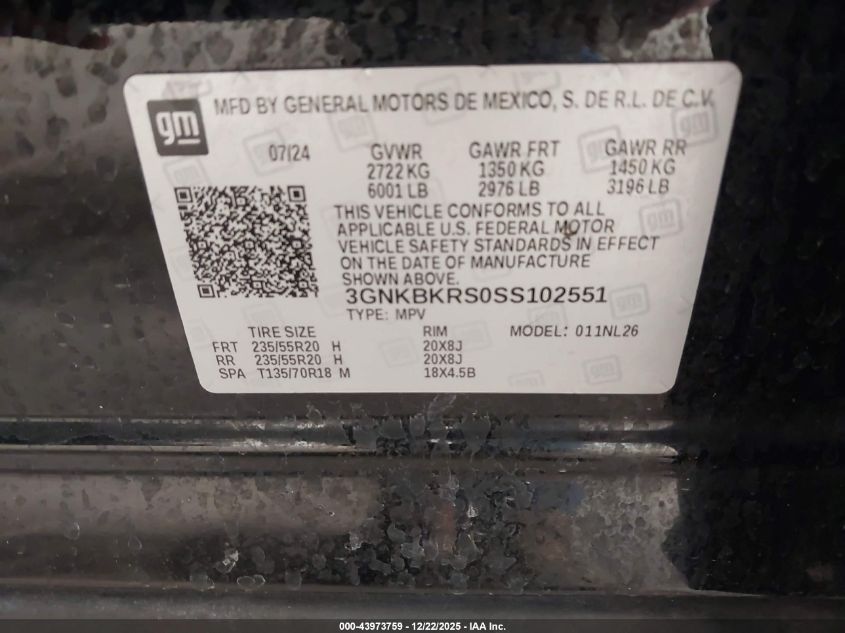 gm
MFD BY GENERAL MOTORS DE MEXICO, S. DE R.L. DE C.V.
07/24 GVWR GAWR FRT GAWR RR
2722 KG 1350 KG 1450 KG
6001 LB 2976 LB 3196 LB
THIS VEHICLE CONFORMS TO ALL
APPLICABLE U.S. FEDERAL MOTOR
VEHICLE SAFETY STANDARDS IN EFFECT
ON THE DATE OF MANUFACTURE
SHOWN ABOVE.
3GNKBKRS0SS102551
TYPE: MPV
TIRE SIZE RIM MODEL: 011NL26
FRT 235/55R20 H 20X8J
RR 235/55R20 H 20X8J
SPA T135/70R18 M 18X4.5B
000-43973759 - 12/22/2025 - IAA Inc.